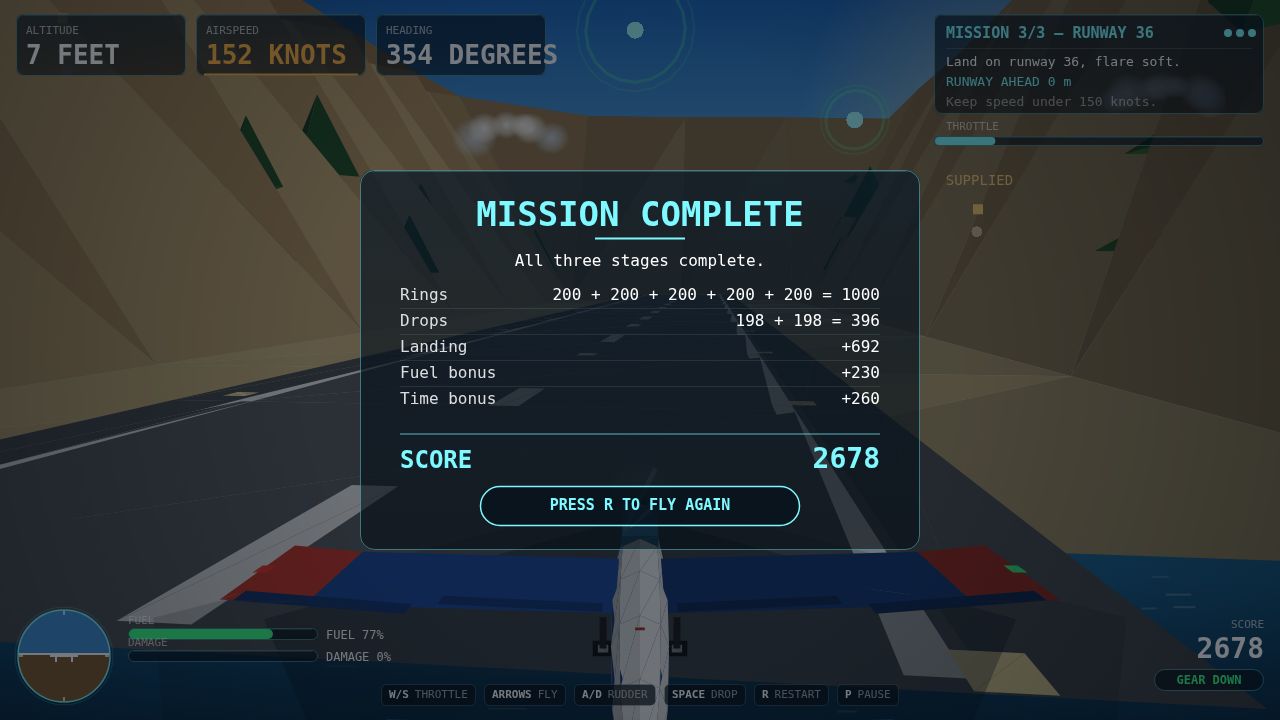 ALTITUDE
7 FEET
AIRSPEED
152 KNOTS
HEADING
354 DEGREES
MISSION 3/3 — RUNWAY 36
Land on runway 36, flare soft.
RUNWAY AHEAD 0 m
Keep speed under 150 knots.
THROTTLE
SUPPLIED
MISSION COMPLETE
All three stages complete.
Rings 200 + 200 + 200 + 200 + 200 = 1000
Drops 198 + 198 = 396
Landing +692
Fuel bonus +230
Time bonus +260
SCORE 2678
PRESS R TO FLY AGAIN
FUEL
FUEL 77%
DAMAGE
DAMAGE 0%
SCORE
2678
GEAR DOWN
W/S THROTTLE ARROWS FLY A/D RUDDER SPACE DROP R RESTART P PAUSE